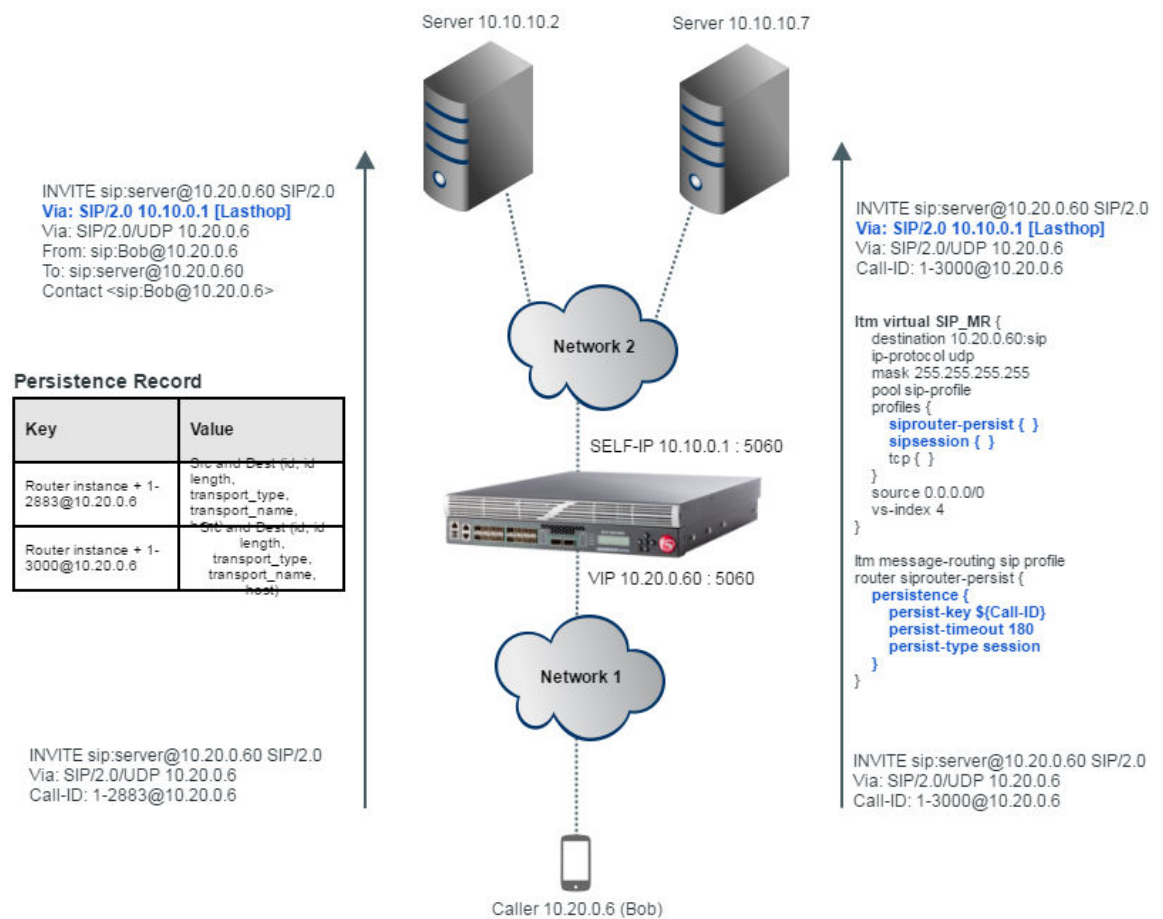 Server 10.10.10.2
Server 10.10.10.7
INVITE sip:server@10.20.0.60 SIP/2.0
Via: SIP/2.0 10.10.0.1 [Lasthop]
Via: SIP/2.0/UDP 10.20.0.6
From: sip:Bob@10.20.0.6
To: sip:server@10.20.0.60
Contact <sip:Bob@10.20.0.6>
INVITE sip:server@10.20.0.60 SIP/2.0
Via: SIP/2.0 10.10.0.1 [Lasthop]
Via: SIP/2.0/UDP 10.20.0.6
Call-ID: 1-3000@10.20.0.6
Network 2
ltm virtual SIP_MR {
destination 10.20.0.60:sip
ip-protocol udp
mask 255.255.255.255
pool sip-profile
profiles {
siprouter-persist { }
sipsession { }
tcp { }
}
source 0.0.0.0/0
vs-index 4
}
Persistence Record
Key
Value
Router instance + 1-
2883@10.20.0.6
Src and Dest (id, id
length,
transport_type,
transport_name,
host)
Router instance + 1-
3000@10.20.0.6
Src and Dest (id, id
length,
transport_type,
transport_name,
host)
SELF-IP 10.10.0.1 : 5060
f5
VIP 10.20.0.60 : 5060
ltm message-routing sip profile
router siprouter-persist {
persistence {
persist-key ${Call-ID}
persist-timeout 180
persist-type session
}
}
Network 1
INVITE sip:server@10.20.0.60 SIP/2.0
Via: SIP/2.0/UDP 10.20.0.6
Call-ID: 1-2883@10.20.0.6
INVITE sip:server@10.20.0.60 SIP/2.0
Via: SIP/2.0/UDP 10.20.0.6
Call-ID: 1-3000@10.20.0.6
Caller 10.20.0.6 (Bob)